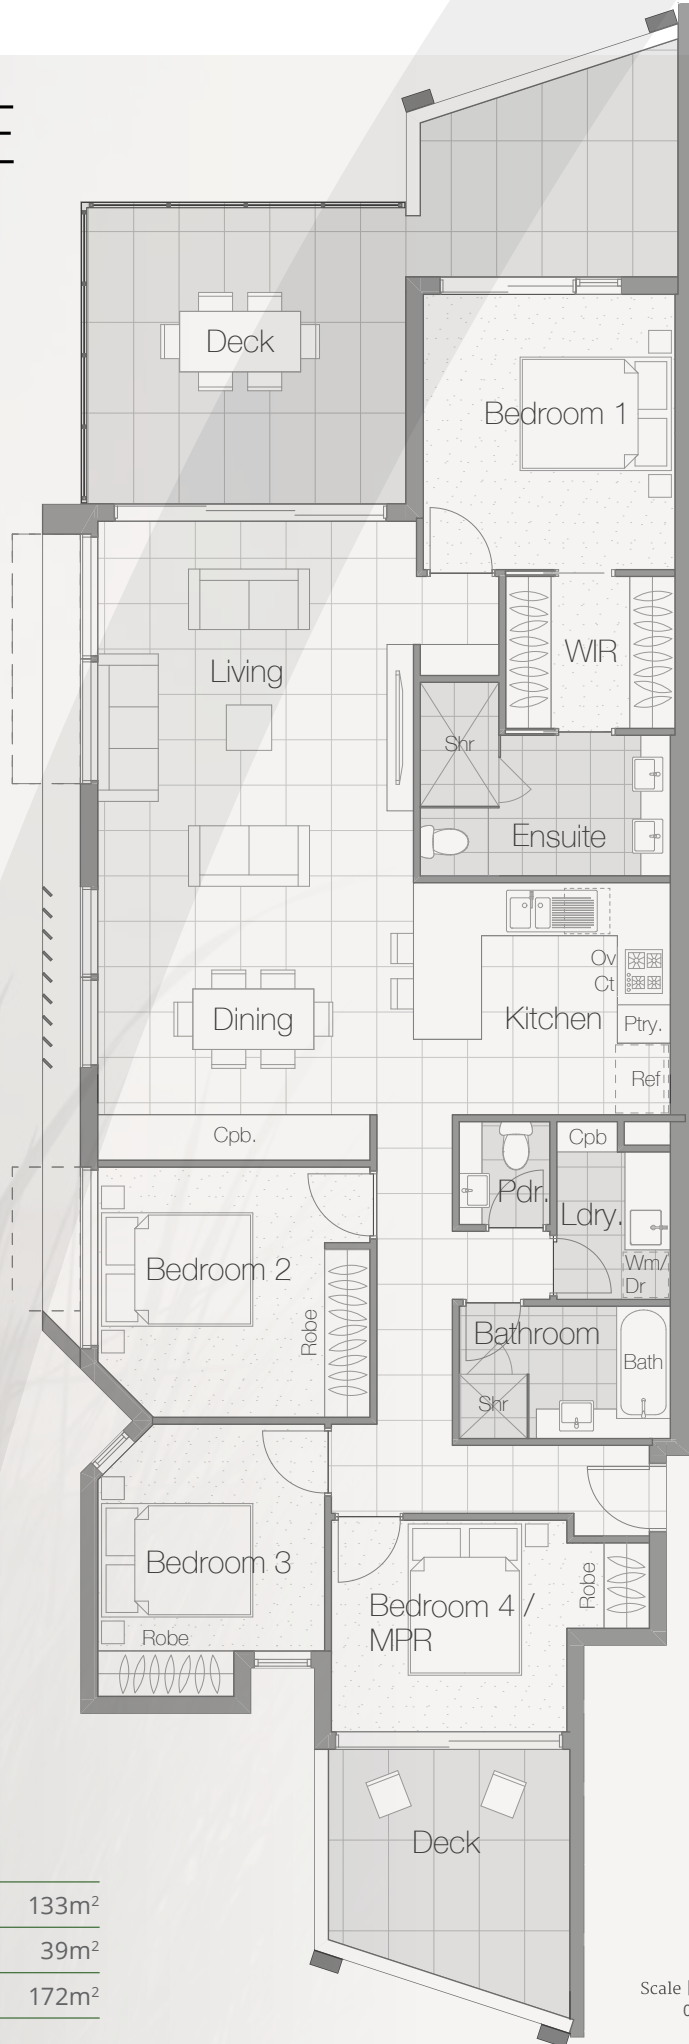 Deck
Bedroom 1
WIR
Living
Shr
Ensuite
Ov
Ct
Kitchen
Dining
Ptry.
Ref
Cpb.
Cpb
Pdr.
Ldry.
Wm/
Dr
Bedroom 2
Robe
Bathroom
Bath
Shr
Bedroom 3
Robe
Bedroom 4 /
MPR
Robe
Deck
133m²
39m²
172m²
Scale